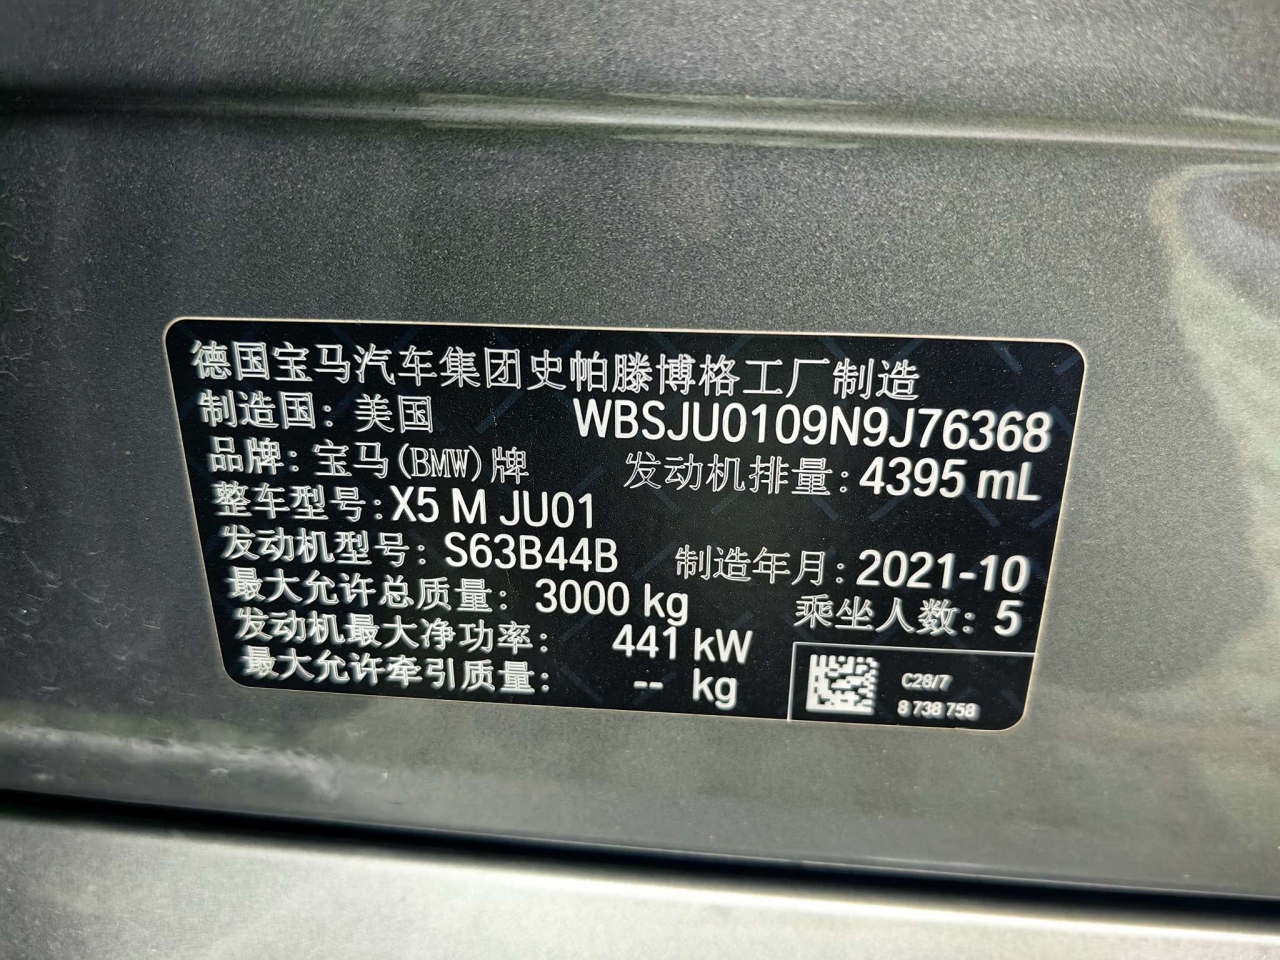 德国宝马汽车集团史帕滕博格工厂制造
制造国：美国 WBSJU0109N9J76368
品牌：宝马(BMW)牌 发动机排量：4395 mL
整车型号：X5 M JU01
发动机型号：S63B44B 制造年月：2021-10
最大允许总质量：3000 kg 乘坐人数：5
发动机最大净功率：441 kW
最大允许牵引质量：-- kg
C28/7
8 738 758